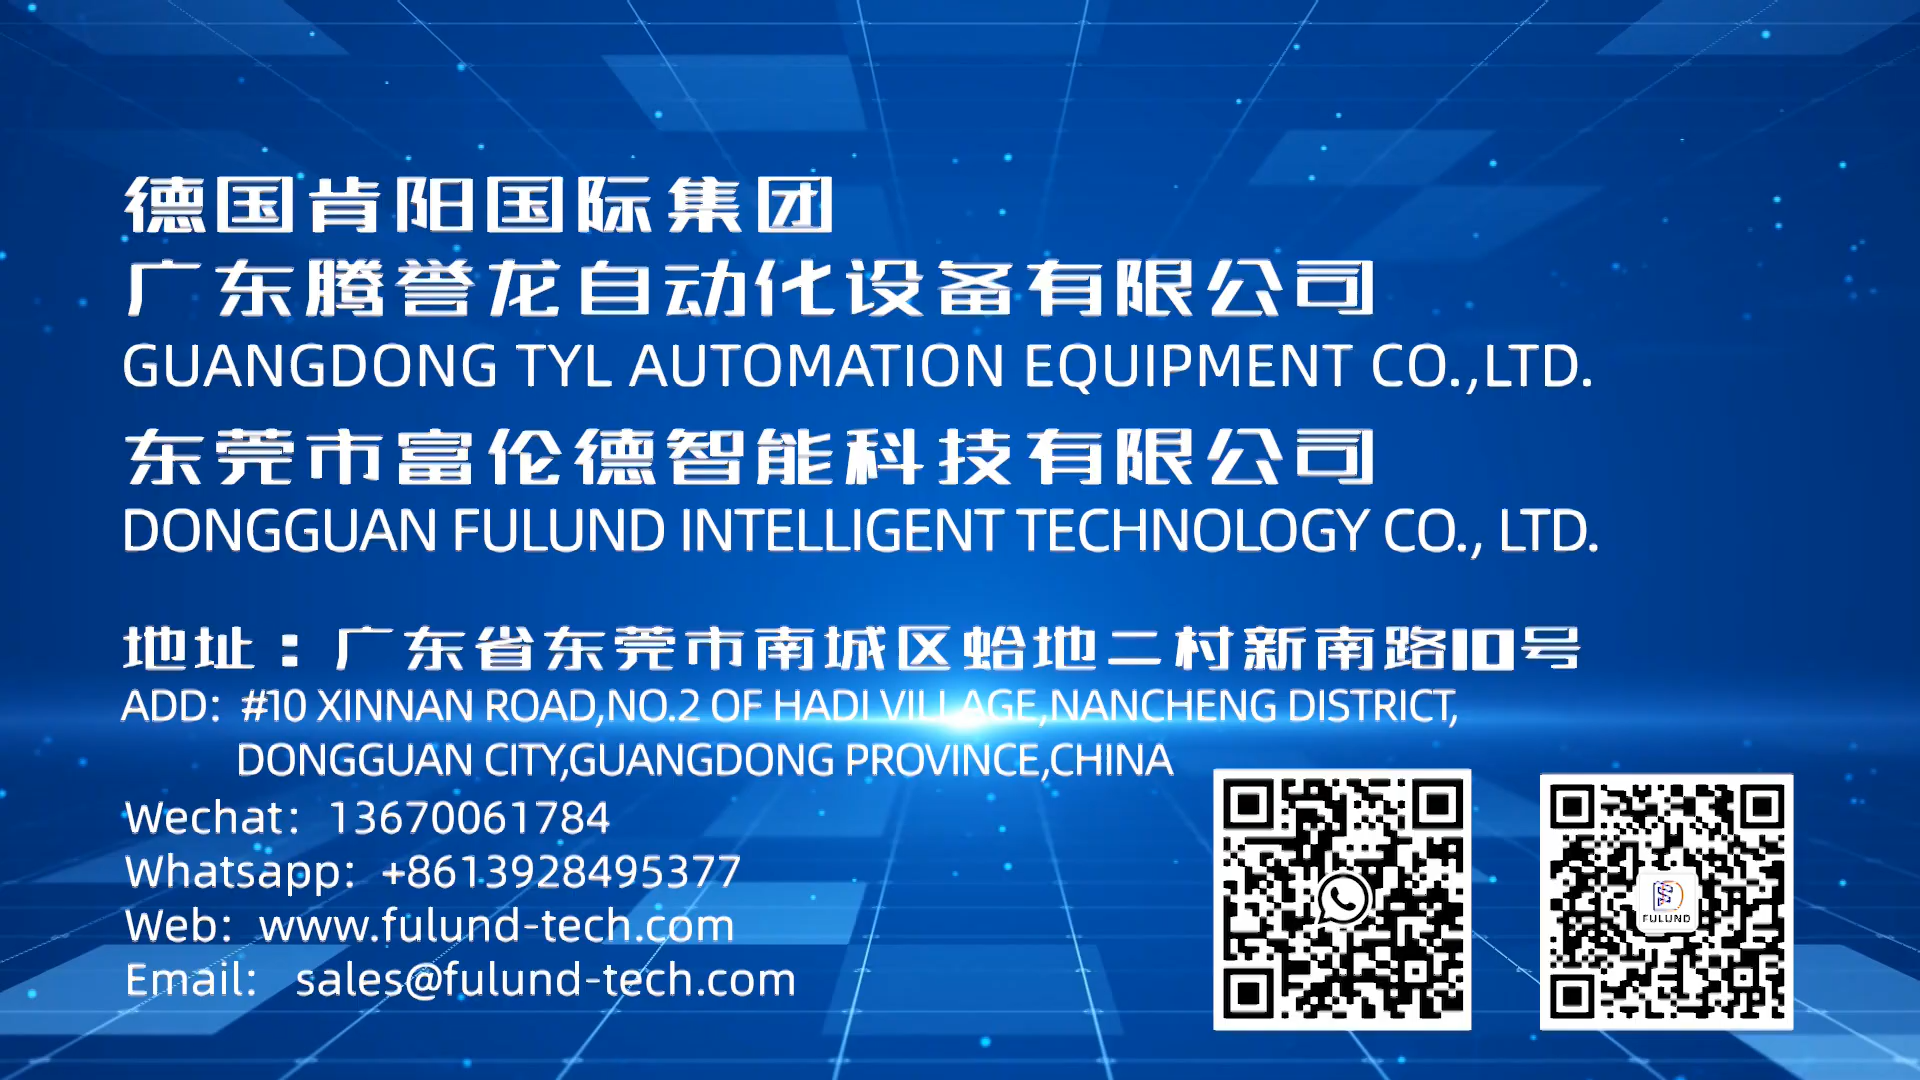 德国肯阳国际集团
广东腾誉龙自动化设备有限公司
GUANGDONG TYL AUTOMATION EQUIPMENT CO.,LTD.
东莞市富伦德智能科技有限公司
DONGGUAN FULUND INTELLIGENT TECHNOLOGY CO., LTD.
地址：广东省东莞市南城区蛤地二村新南路10号
ADD: #10 XINNAN ROAD,NO.2 OF HADI VILLAGE,NANCHENG DISTRICT,
DONGGUAN CITY,GUANGDONG PROVINCE,CHINA
Wechat: 13670061784
Whatsapp: +8613928495377
Web: www.fulund-tech.com
Email: sales@fulund-tech.com
FULUND